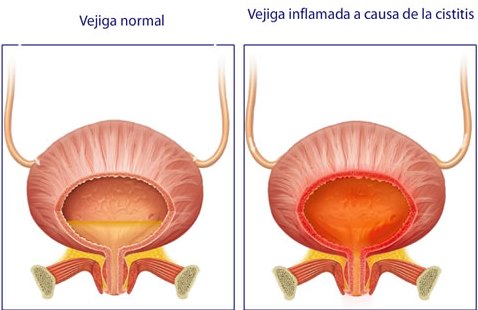 Vejiga normal
Vejiga inflamada a causa de la cistitis